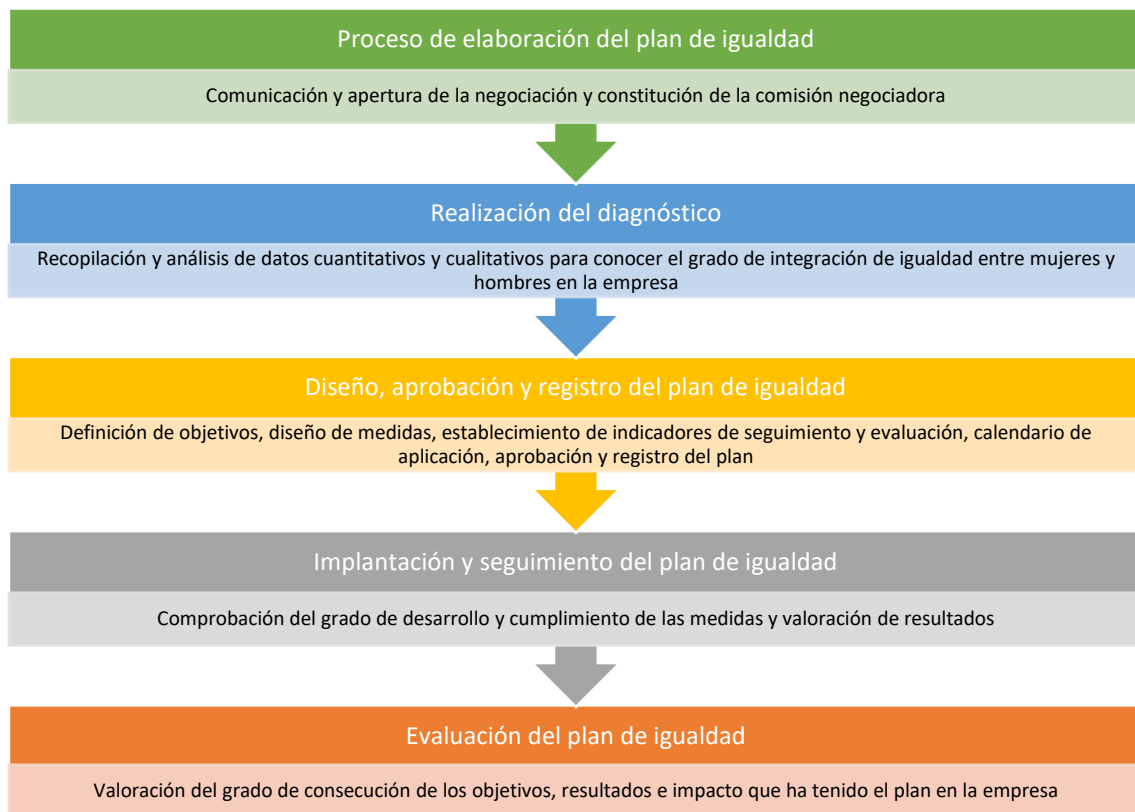 Proceso de elaboración del plan de igualdad
Comunicación y apertura de la negociación y constitución de la comisión negociadora
Realización del diagnóstico
Recopilación y análisis de datos cuantitativos y cualitativos para conocer el grado de integración de igualdad entre mujeres y
hombres en la empresa
Diseño, aprobación y registro del plan de igualdad
Definición de objetivos, diseño de medidas, establecimiento de indicadores de seguimiento y evaluación, calendario de
aplicación, aprobación y registro del plan
Implantación y seguimiento del plan de igualdad
Comprobación del grado de desarrollo y cumplimiento de las medidas y valoración de resultados
Evaluación del plan de igualdad
Valoración del grado de consecución de los objetivos, resultados e impacto que ha tenido el plan en la empresa